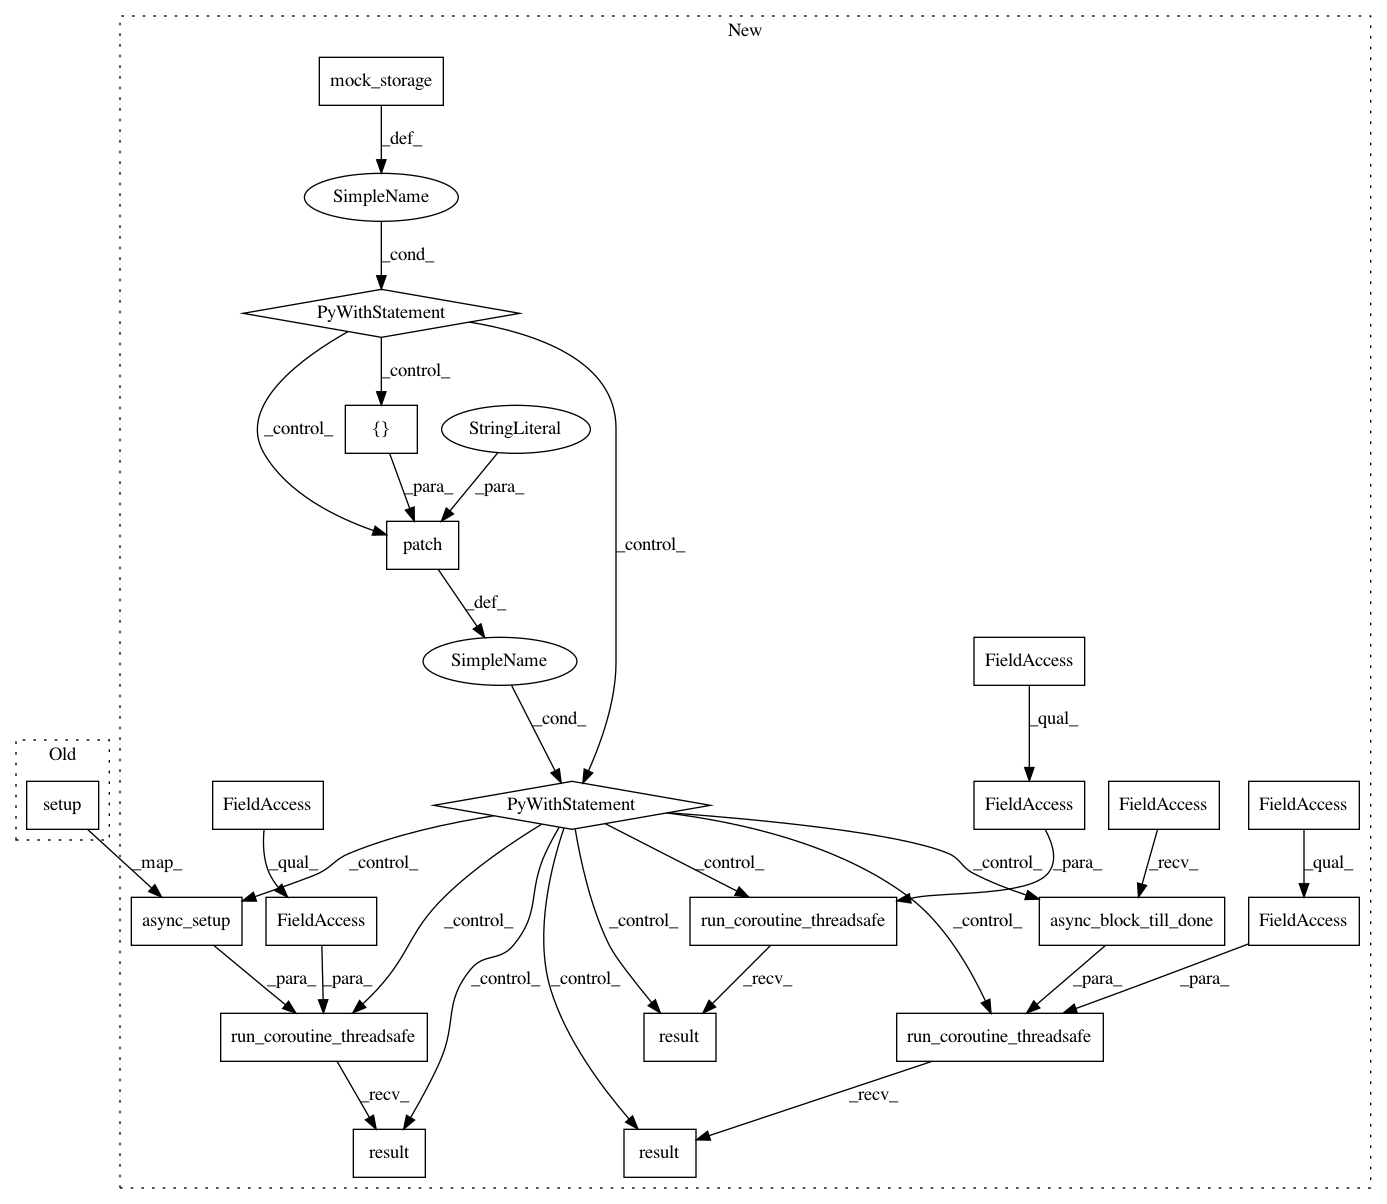 New
mock_storage
_def_
SimpleName
_cond_
PyWithStatement
_control_
_control_
{}
StringLiteral
_para_
_para_
patch
_control_
_def_
SimpleName
FieldAccess
_cond_
_qual_
Old
setup
FieldAccess
PyWithStatement
FieldAccess
FieldAccess
FieldAccess
_map_
_qual_
_control_
_control_
_para_
_control_
_recv_
_qual_
async_setup
FieldAccess
_control_
run_coroutine_threadsafe
_control_
async_block_till_done
FieldAccess
_para_
_para_
_control_
_control_
_control_
_recv_
_para_
_para_
run_coroutine_threadsafe
result
run_coroutine_threadsafe
_recv_
_recv_
result
result